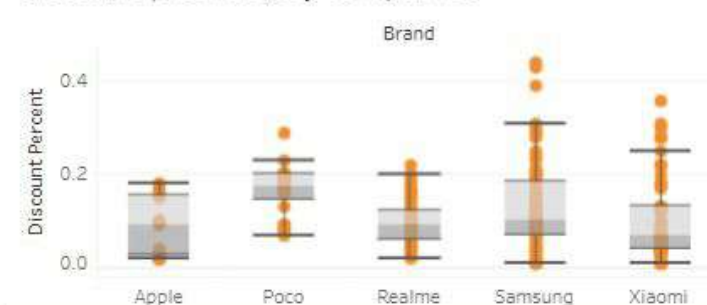 Brand
Discount Percent
0.4
0.2
0.0
Apple
Poco
Realme
Samsung
Xiaomi